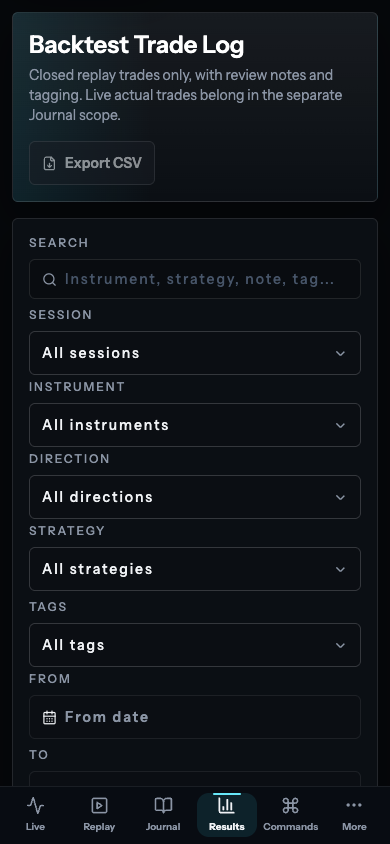 Backtest Trade Log
Closed replay trades only, with review notes and
tagging. Live actual trades belong in the separate
Journal scope.
Export CSV
SEARCH
Instrument, strategy, note, tag...
SESSION
All sessions
INSTRUMENT
All instruments
DIRECTION
All directions
STRATEGY
All strategies
TAGS
All tags
FROM
From date
TO
Live
Replay
Journal
Results
Commands
More